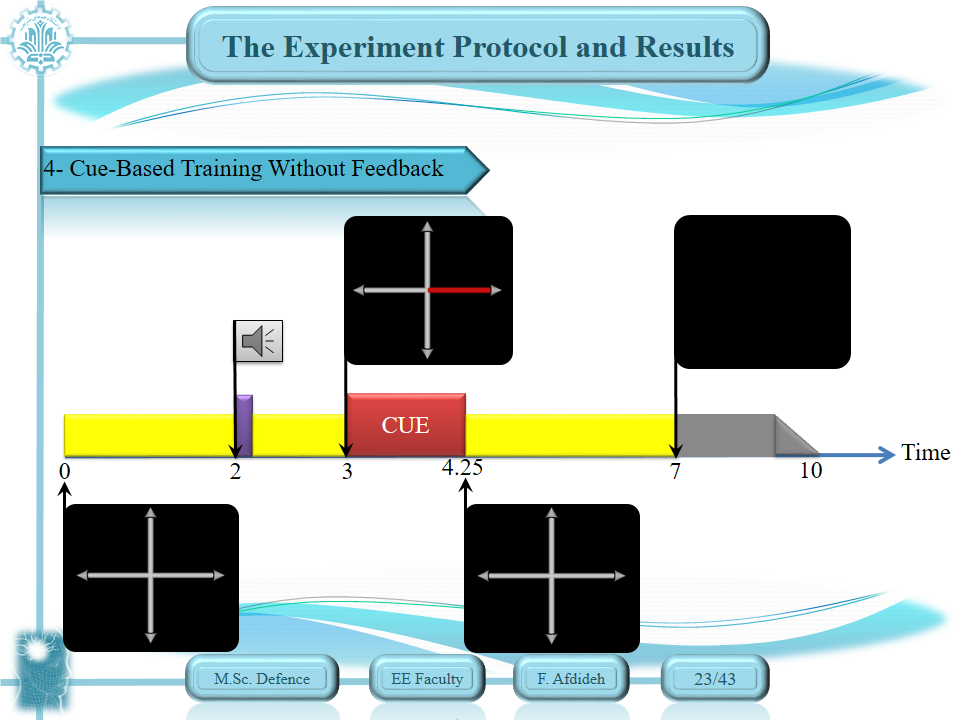 The Experiment Protocol and Results
4- Cue-Based Training Without Feedback
CUE
Time
0
2
3
4.25
7
10
M.Sc. Defence
EE Faculty
F. Afdideh
23/43